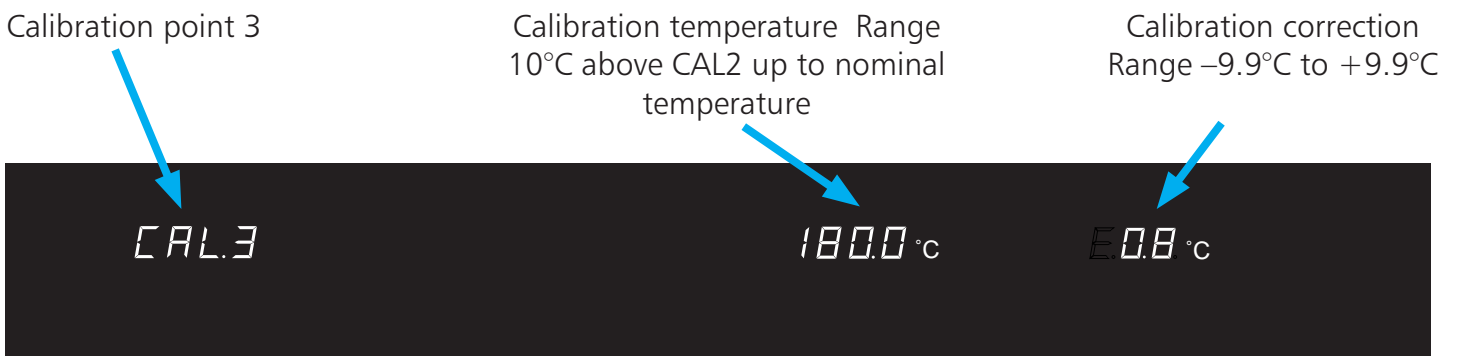 Calibration point 3
Calibration temperature Range
10°C above CAL2 up to nominal
temperature
Calibration correction
Range –9.9°C to +9.9°C
CAL.3
180.0 °C
E.0.8. °C